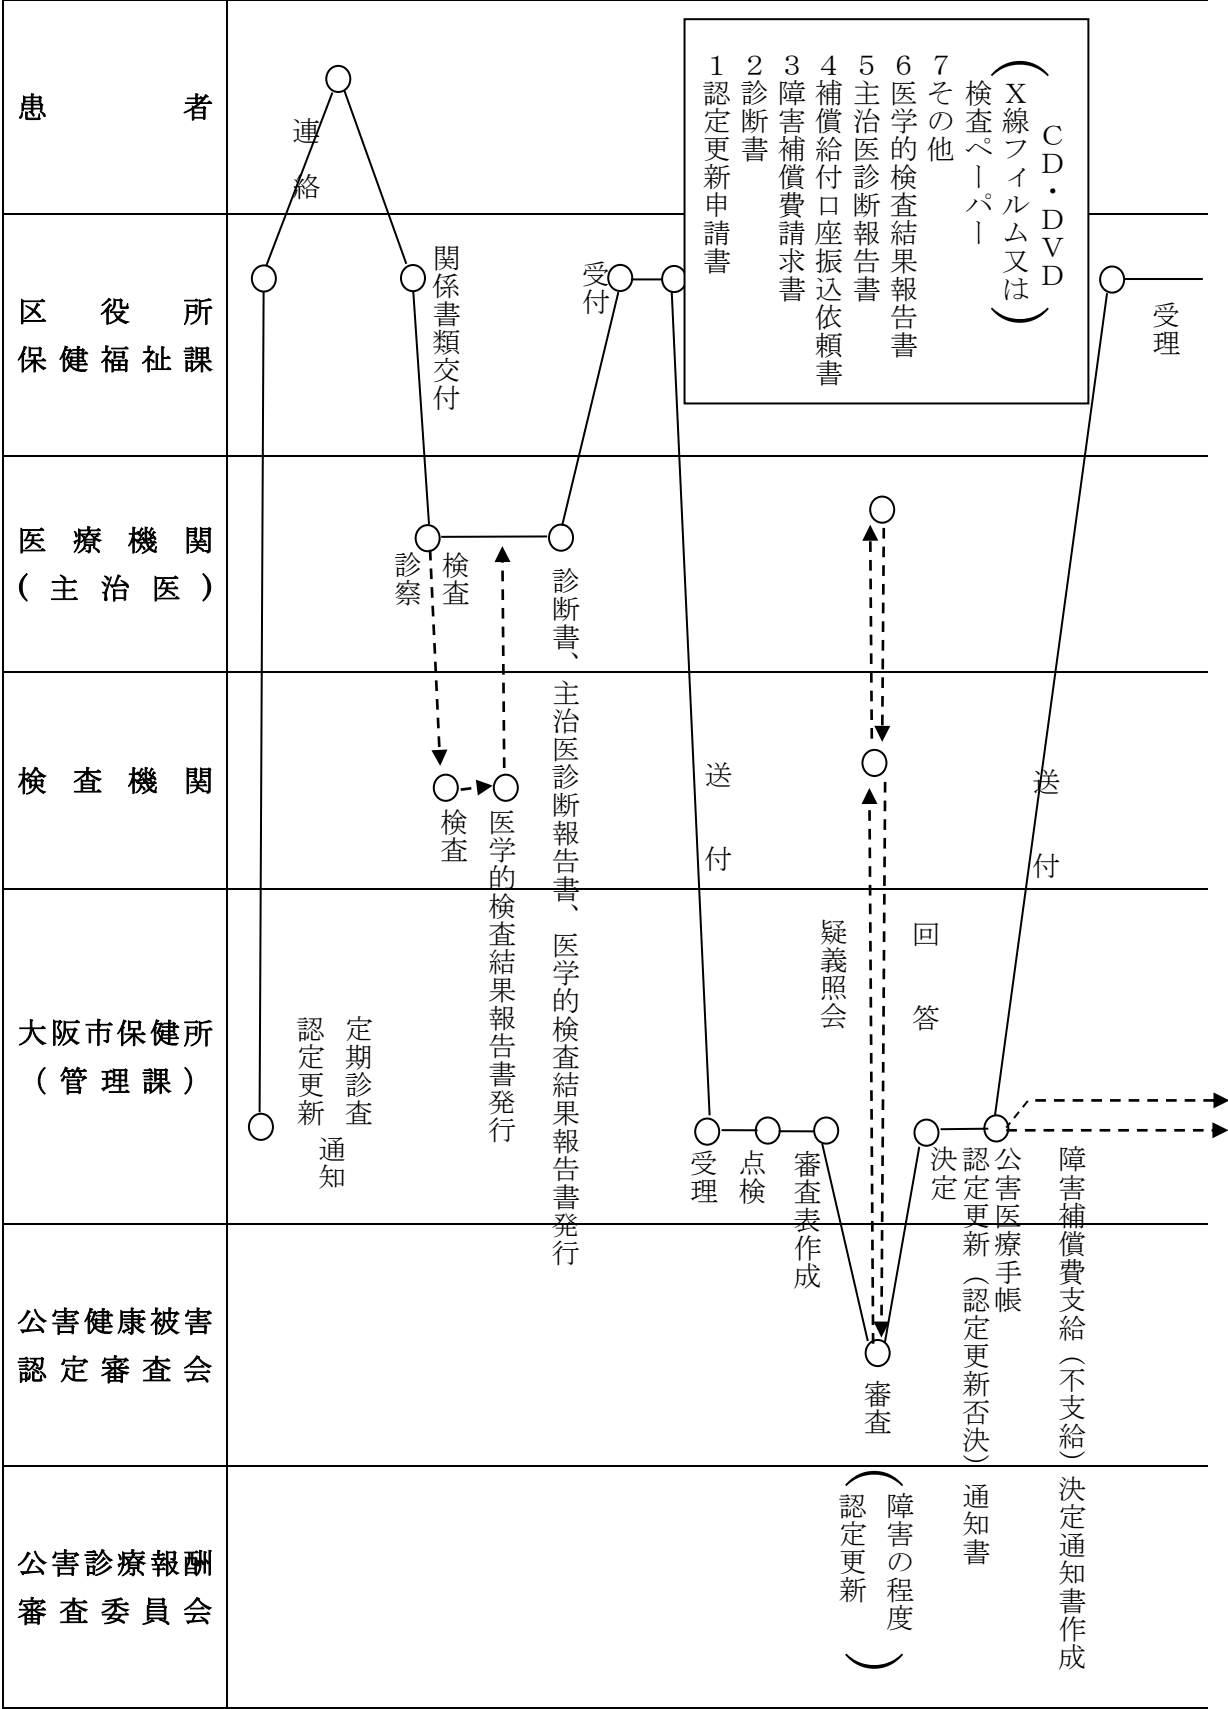 患者
区役所
保健福祉課
医療機関
(主治医)
検査機関
大阪市保健所
(管理課)
公害健康被害
認定審査会
公害診療報酬
審査委員会
連絡
関係書類交付
受付
1 認定更新申請書
2 診断書
3 障害補償費請求書
4 補償給付口座振込依頼書
5 主治医診断報告書
6 医学的検査結果報告書
7 その他
検査ペーパー
X線フィルム又は
CD・DVD
受理
診察
検査
診断書、主治医診断報告書、医学的検査結果報告書発行
検査
医学的検査結果報告書発行
送付
送付
疑義照会
回答
定期診査
認定更新
通知
受理
点検
審査表作成
決定
認定更新(認定更新否決)通知書
公害医療手帳
障害補償費支給(不支給)決定通知書作成
審査
障害の程度
認定更新